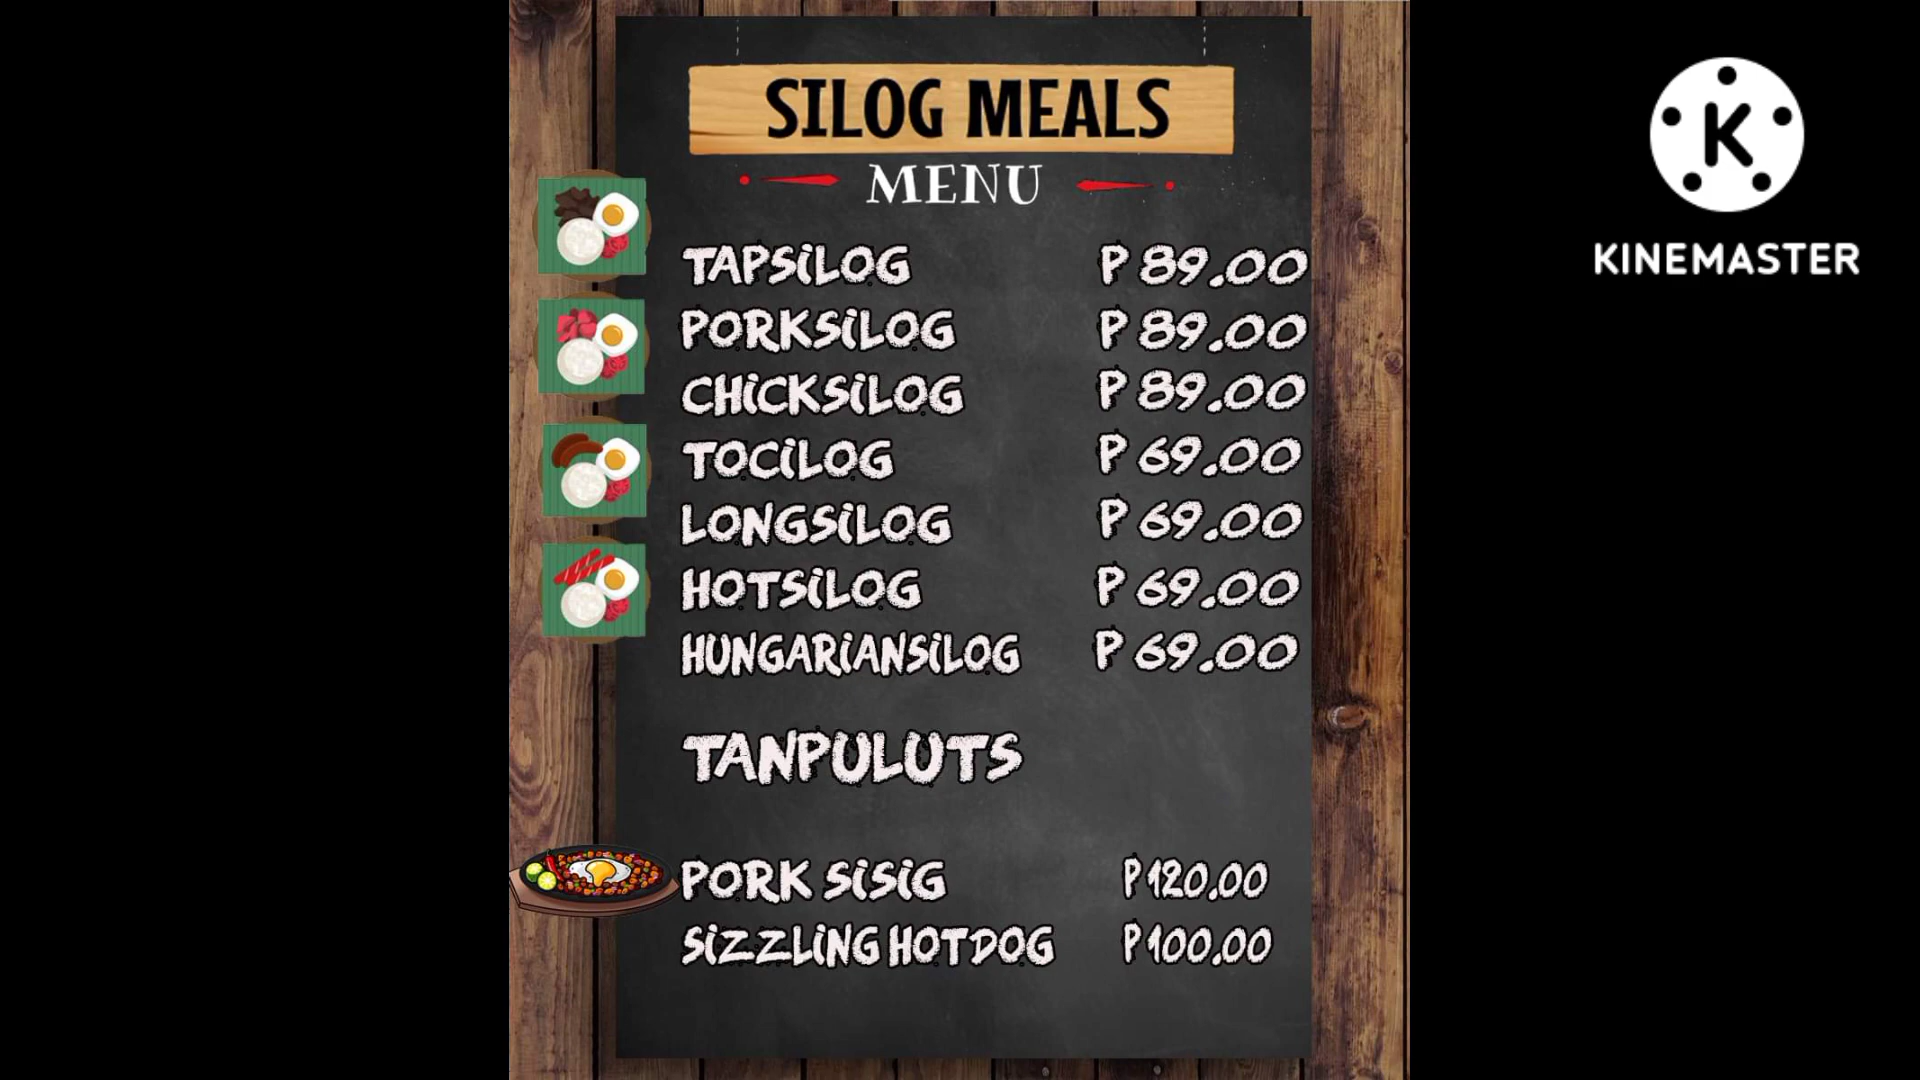 SILOG MEALS
MENU
TAPSiLOG P 89.00
PORKSiLOG P 89.00
CHiCKSiLOG P 89.00
TOCiLOG P 69.00
LONGSiLOG P 69.00
HOTSiLOG P 69.00
HUNGARiANSiLOG P 69.00
TANPULUTS
PORK SiSiG P120.00
SiZZLiNG HOTDOG P100.00
K
KINEMASTER